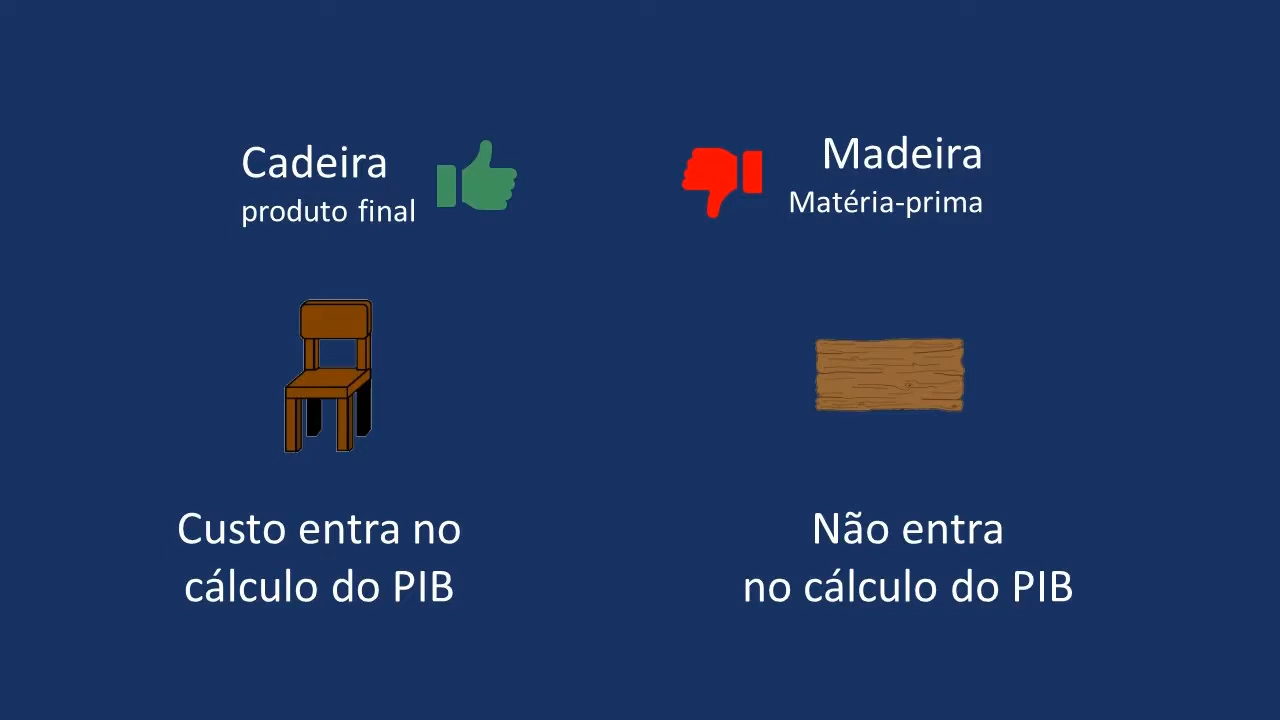 Cadeira
produto final
Madeira
Matéria-prima
Custo entra no
cálculo do PIB
Não entra
no cálculo do PIB